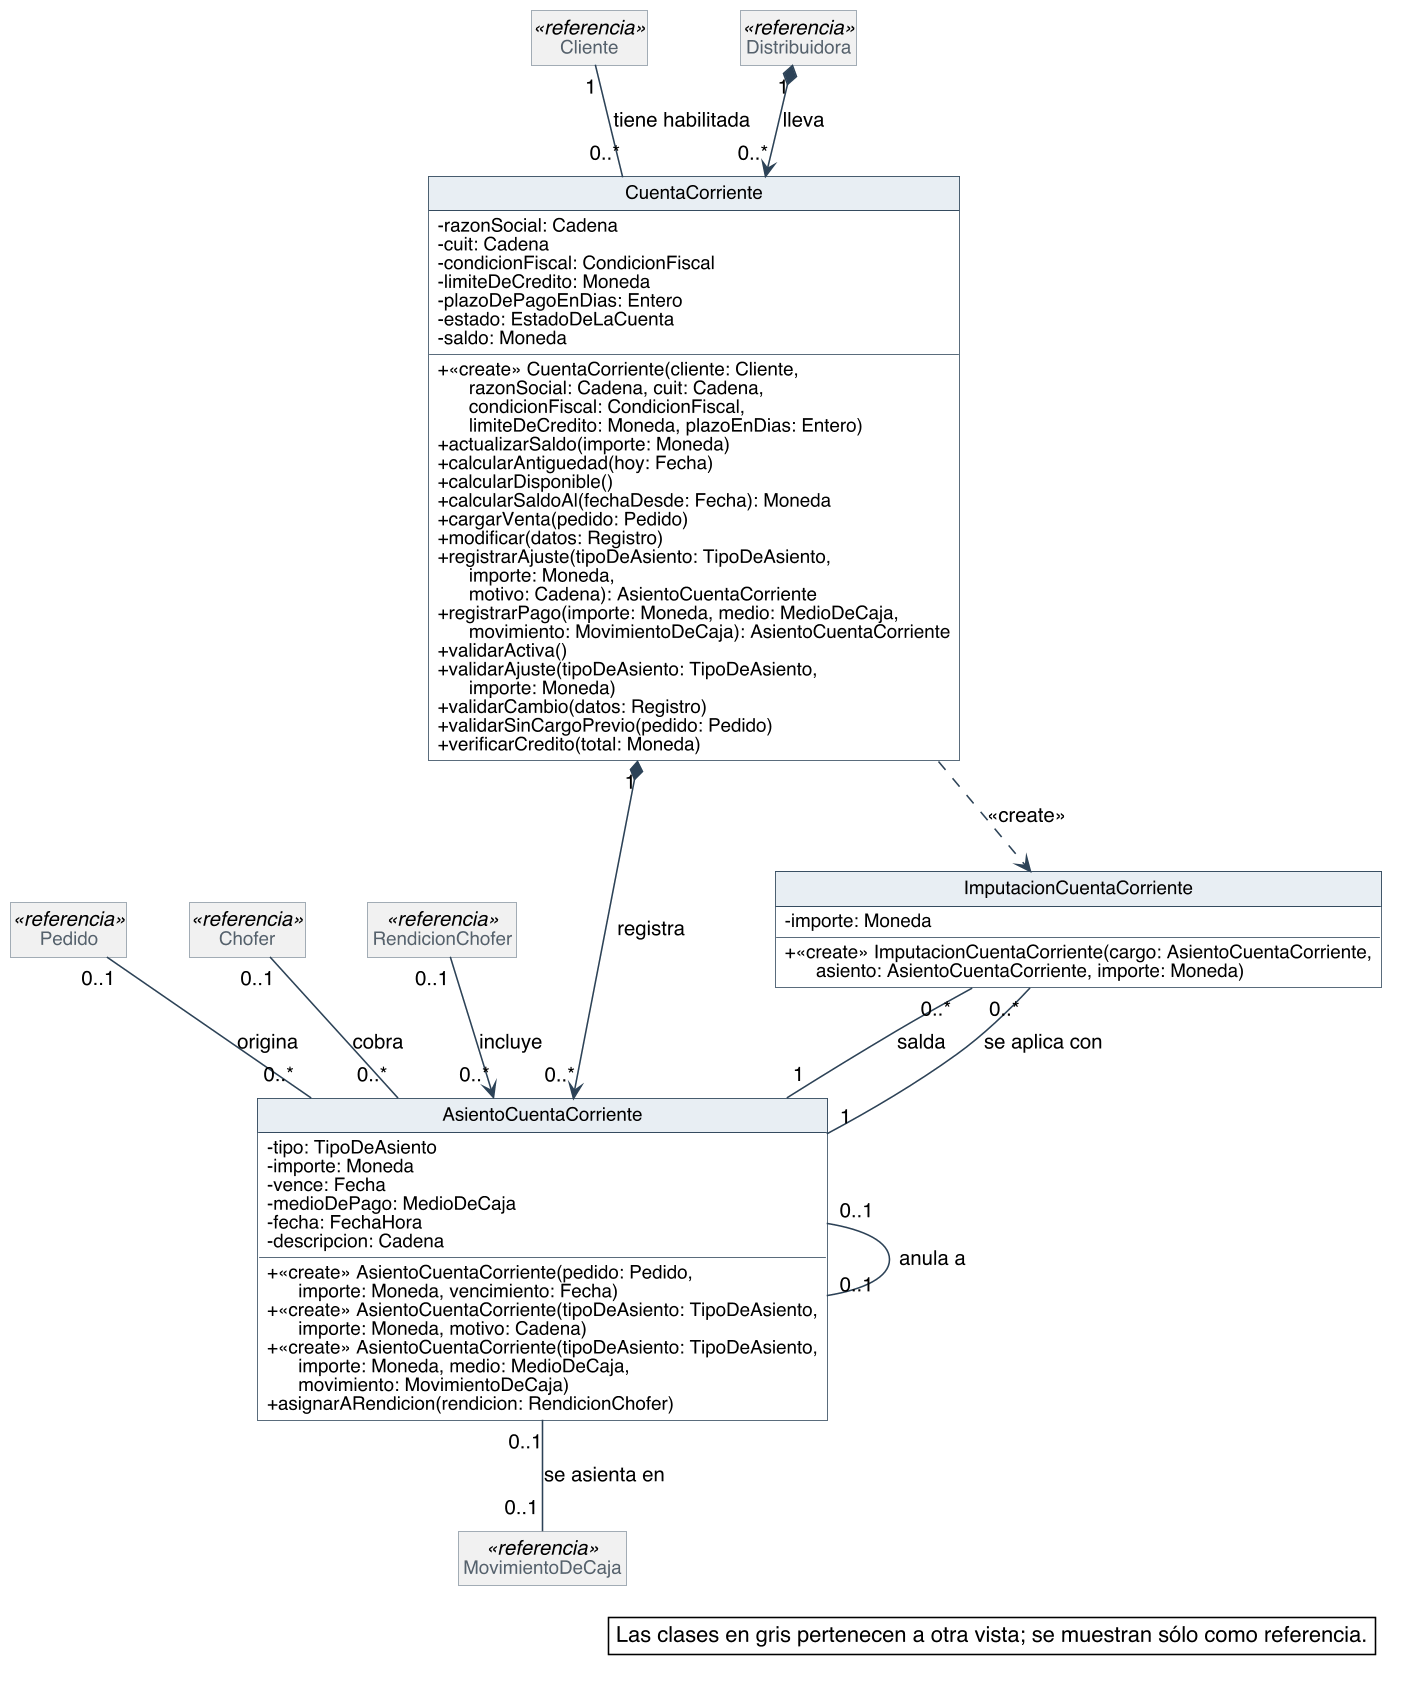 «referencia»
Cliente
«referencia»
Distribuidora
1
1
tiene habilitada
lleva
0..*
0..*
CuentaCorriente
-razonSocial: Cadena
-cuit: Cadena
-condicionFiscal: CondicionFiscal
-limiteDeCredito: Moneda
-plazoDePagoEnDias: Entero
-estado: EstadoDeLaCuenta
-saldo: Moneda
+«create» CuentaCorriente(cliente: Cliente,
razonSocial: Cadena, cuit: Cadena,
condicionFiscal: CondicionFiscal,
limiteDeCredito: Moneda, plazoEnDias: Entero)
+actualizarSaldo(importe: Moneda)
+calcularAntiguedad(hoy: Fecha)
+calcularDisponible()
+calcularSaldoAl(fechaDesde: Fecha): Moneda
+cargarVenta(pedido: Pedido)
+modificar(datos: Registro)
+registrarAjuste(tipoDeAsiento: TipoDeAsiento,
importe: Moneda,
motivo: Cadena): AsientoCuentaCorriente
+registrarPago(importe: Moneda, medio: MedioDeCaja,
movimiento: MovimientoDeCaja): AsientoCuentaCorriente
+validarActiva()
+validarAjuste(tipoDeAsiento: TipoDeAsiento,
importe: Moneda)
+validarCambio(datos: Registro)
+validarSinCargoPrevio(pedido: Pedido)
+verificarCredito(total: Moneda)
1
«create»
registra
ImputacionCuentaCorriente
-importe: Moneda
+«create» ImputacionCuentaCorriente(cargo: AsientoCuentaCorriente,
asiento: AsientoCuentaCorriente, importe: Moneda)
«referencia»
Pedido
«referencia»
Chofer
«referencia»
RendicionChofer
0..1
0..1
0..1
0..*
0..*
origina
cobra
incluye
salda
se aplica con
0..*
0..*
0..*
0..*
1
1
AsientoCuentaCorriente
-tipo: TipoDeAsiento
-importe: Moneda
-vence: Fecha
-medioDePago: MedioDeCaja
-fecha: FechaHora
-descripcion: Cadena
+«create» AsientoCuentaCorriente(pedido: Pedido,
importe: Moneda, vencimiento: Fecha)
+«create» AsientoCuentaCorriente(tipoDeAsiento: TipoDeAsiento,
importe: Moneda, motivo: Cadena)
+«create» AsientoCuentaCorriente(tipoDeAsiento: TipoDeAsiento,
importe: Moneda, medio: MedioDeCaja,
movimiento: MovimientoDeCaja)
+asignarARendicion(rendicion: RendicionChofer)
0..1
anula a
0..1
0..1
se asienta en
0..1
«referencia»
MovimientoDeCaja
Las clases en gris pertenecen a otra vista; se muestran sólo como referencia.